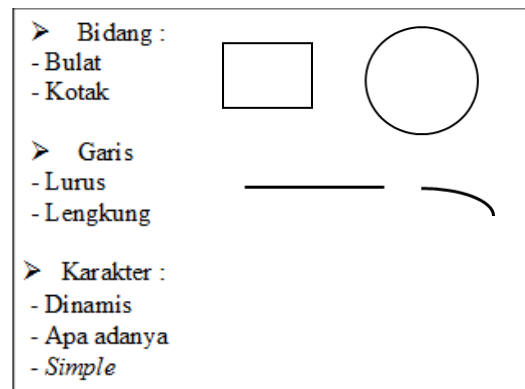 ➢ Bidang :
- Bulat
- Kotak
➢ Garis
- Lurus
- Lengkung
➢ Karakter :
- Dinamis
- Apa adanya
- Simple